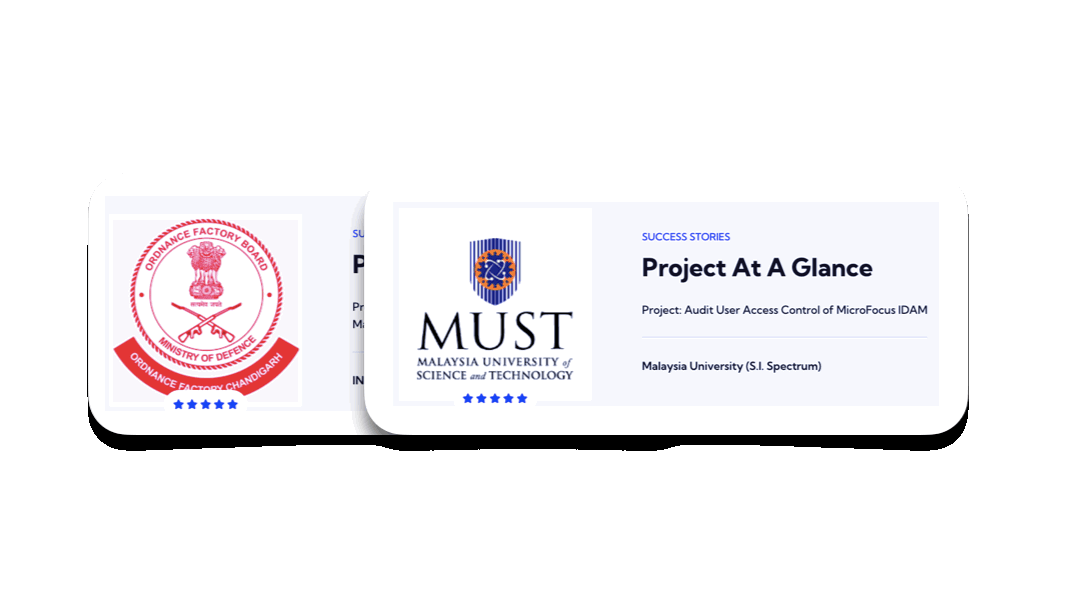 ORDNANCE FACTORY BOARD
सत्यमेव जयते
MINISTRY OF DEFENCE
ORDNANCE FACTORY CHANDIGARH
SU
P
Pr
Ma
IN
MUST
MALAYSIA UNIVERSITY of
SCIENCE and TECHNOLOGY
SUCCESS STORIES
Project At A Glance
Project: Audit User Access Control of MicroFocus IDAM
Malaysia University (S.I. Spectrum)